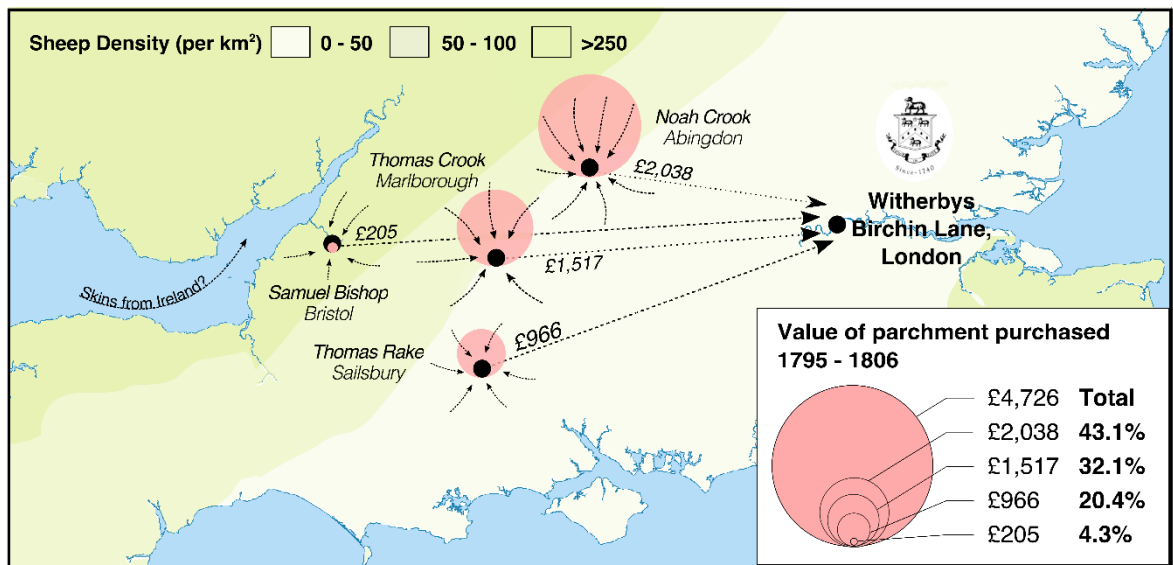 Sheep Density (per km²) 0 - 50 50 - 100 >250
Noah Crook
Abingdon
£2,038
Thomas Crook
Marlborough
£205
£1,517
Skins from Ireland?
Samuel Bishop
Bristol
Thomas Rake
Sailsbury
£966
Since-1740
Witherbys
Birchin Lane,
London
Value of parchment purchased
1795 - 1806
£4,726 Total
£2,038 43.1%
£1,517 32.1%
£966 20.4%
£205 4.3%